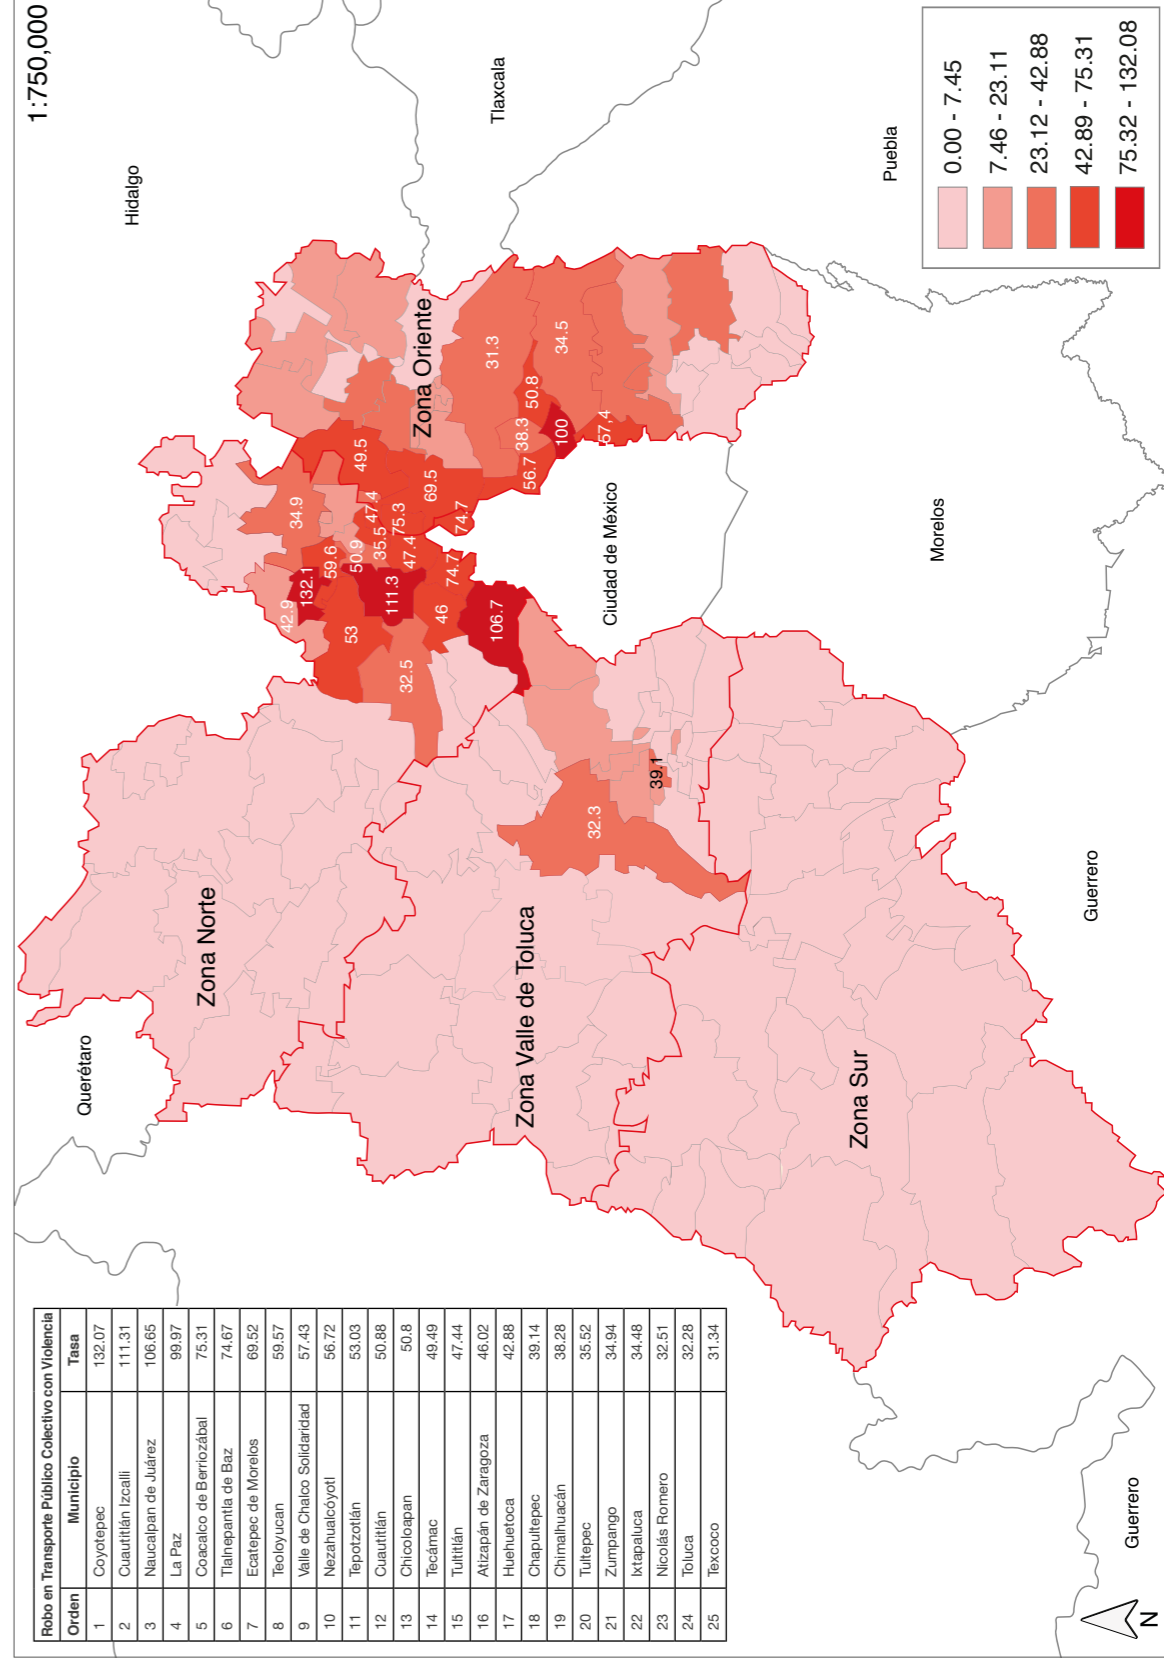 1:750,000
Robo en Transporte Público Colectivo con Violencia
Orden Municipio Tasa
1 Coyotepec 132.07
2 Cuautitlán Izcalli 111.31
3 Naucalpan de Juárez 106.65
4 La Paz 99.97
5 Coacalco de Berriozábal 75.31
6 Tlalnepantla de Baz 74.67
7 Ecatepec de Morelos 69.52
8 Teoloyucan 59.57
9 Valle de Chalco Solidaridad 57.43
10 Nezahualcóyotl 56.72
11 Tepotzotlán 53.03
12 Cuautitlán 50.88
13 Chicoloapan 50.8
14 Tecámac 49.49
15 Tultitlán 47.44
16 Atizapán de Zaragoza 46.02
17 Huehuetoca 42.88
18 Chapultepec 39.14
19 Chimalhuacán 38.28
20 Tultepec 35.52
21 Zumpango 34.94
22 Ixtapaluca 34.48
23 Nicolás Romero 32.51
24 Toluca 32.28
25 Texcoco 31.34
Querétaro
Hidalgo
Tlaxcala
Puebla
Morelos
Guerrero
Guerrero
Ciudad de México
Zona Norte
Zona Valle de Toluca
Zona Sur
Zona Oriente
42.9
132.1
59.6
34.9
53
50.9
111.3
35.5
47.4
49.5
32.5
47.4
75.3
69.5
46
74.7
74.7
106.7
31.3
56.7
38.3
50.8
34.5
100
57,4
32.3
39.1
0.00 - 7.45
7.46 - 23.11
23.12 - 42.88
42.89 - 75.31
75.32 - 132.08
N